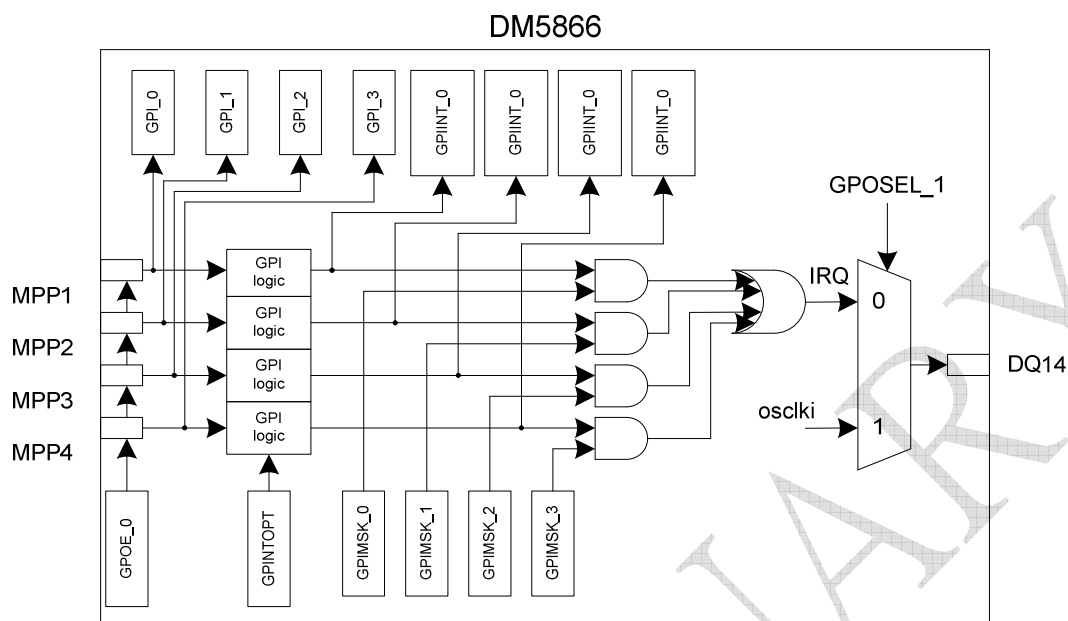 DM5866
GPI_0
GPI_1
GPI_2
GPI_3
GPIINT_0
GPIINT_0
GPIINT_0
GPIINT_0
GPOSEL_1
MPP1
GPI
logic
IRQ
0
MPP2
GPI
logic
MPP3
GPI
logic
DQ14
MPP4
GPI
logic
osclki
1
GPOE_0
GPINTOPT
GPIMSK_0
GPIMSK_1
GPIMSK_2
GPIMSK_3